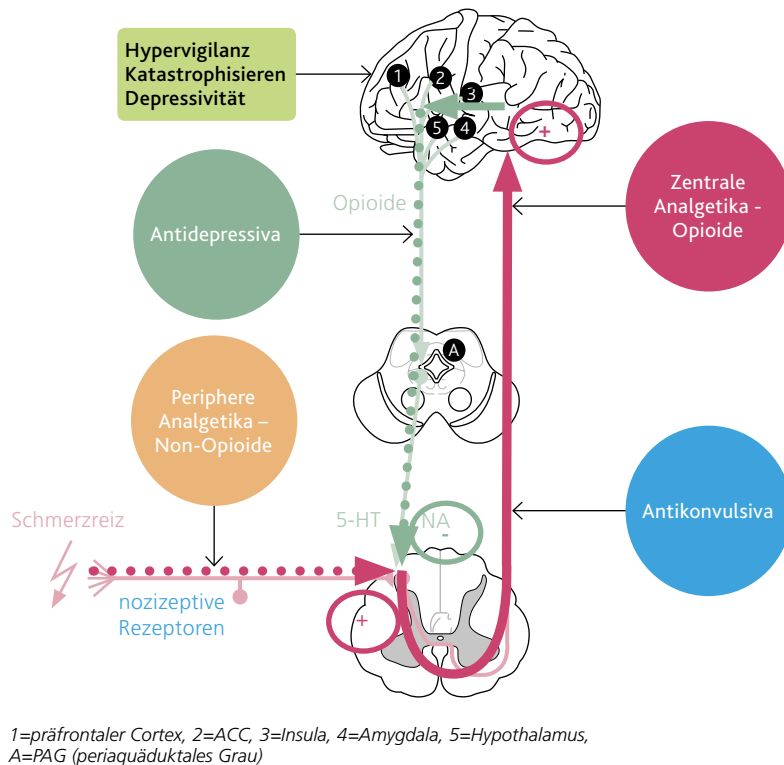 Hypervigilanz
Katastrophisieren
Depressivität
1
2
3
5
4
+
Opioide
Antidepressiva
Zentrale
Analgetika -
Opioide
A
Periphere
Analgetika –
Non-Opioide
Antikonvulsiva
Schmerzreiz
5-HT
NA
-
nozizeptive
Rezeptoren
+
1=präfrontaler Cortex, 2=ACC, 3=Insula, 4=Amygdala, 5=Hypothalamus,
A=PAG (periaquäduktales Grau)